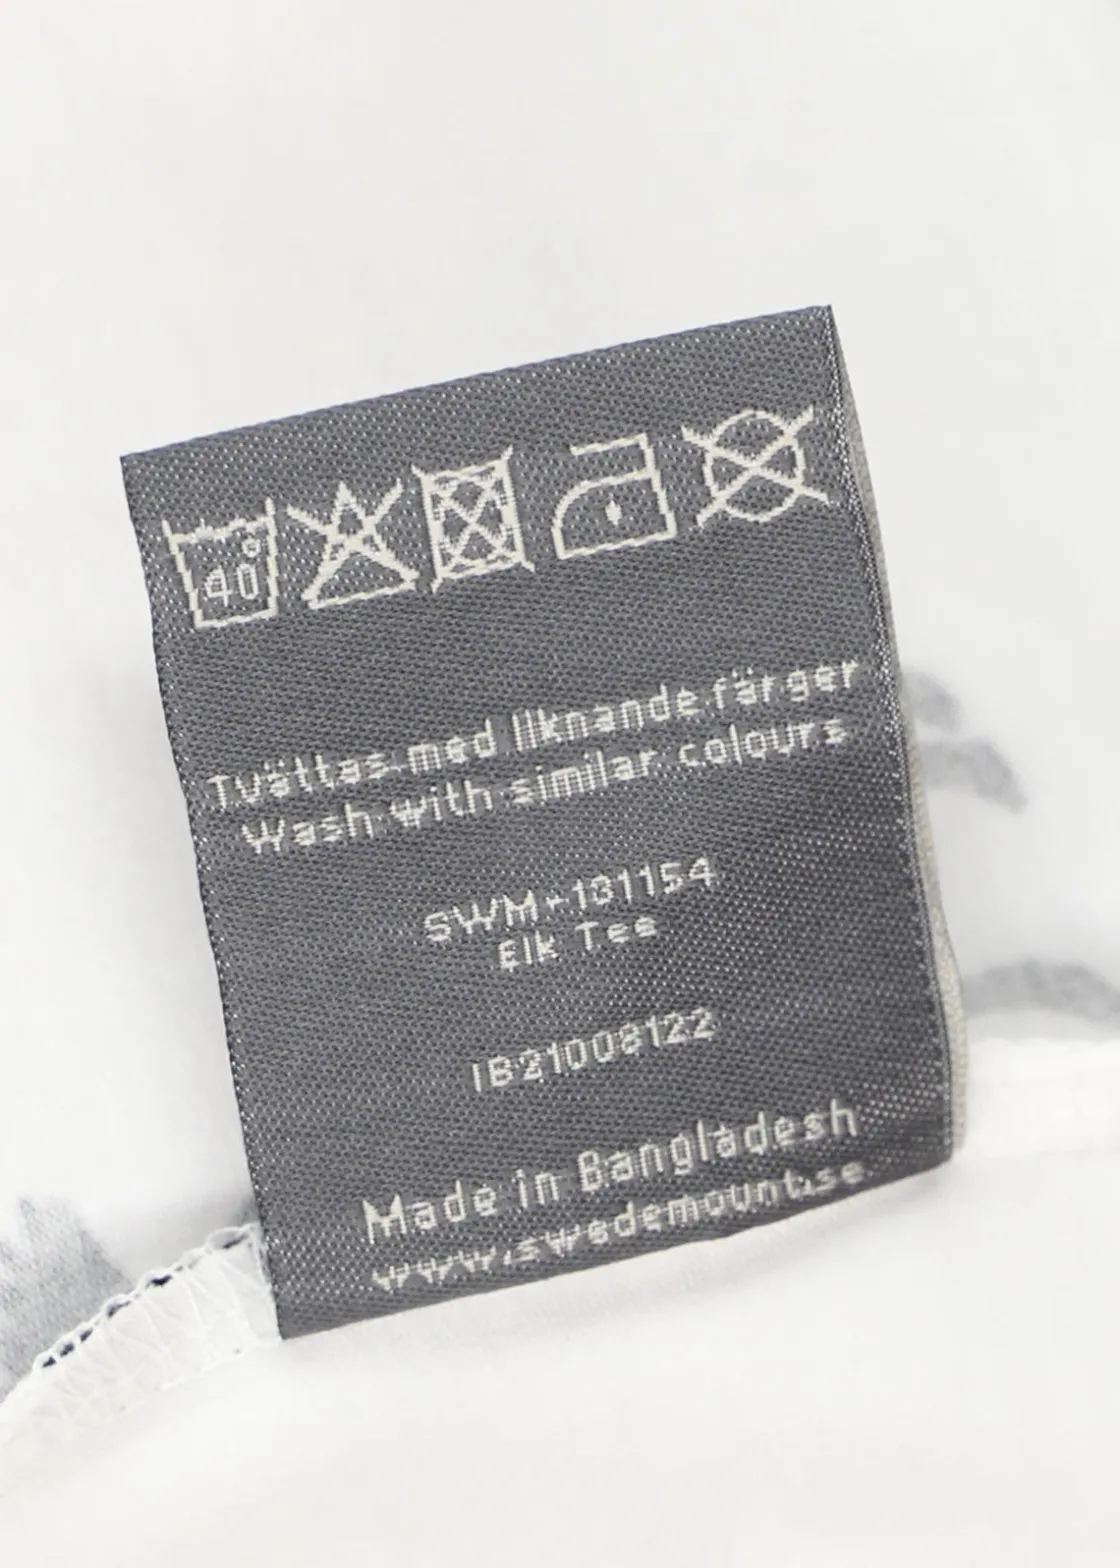 40°
Tvättas med liknande färger
Wash with similar colours
SWM-131154
Elk Tee
IB21008122
Made in Bangladesh
www.swedemount.se